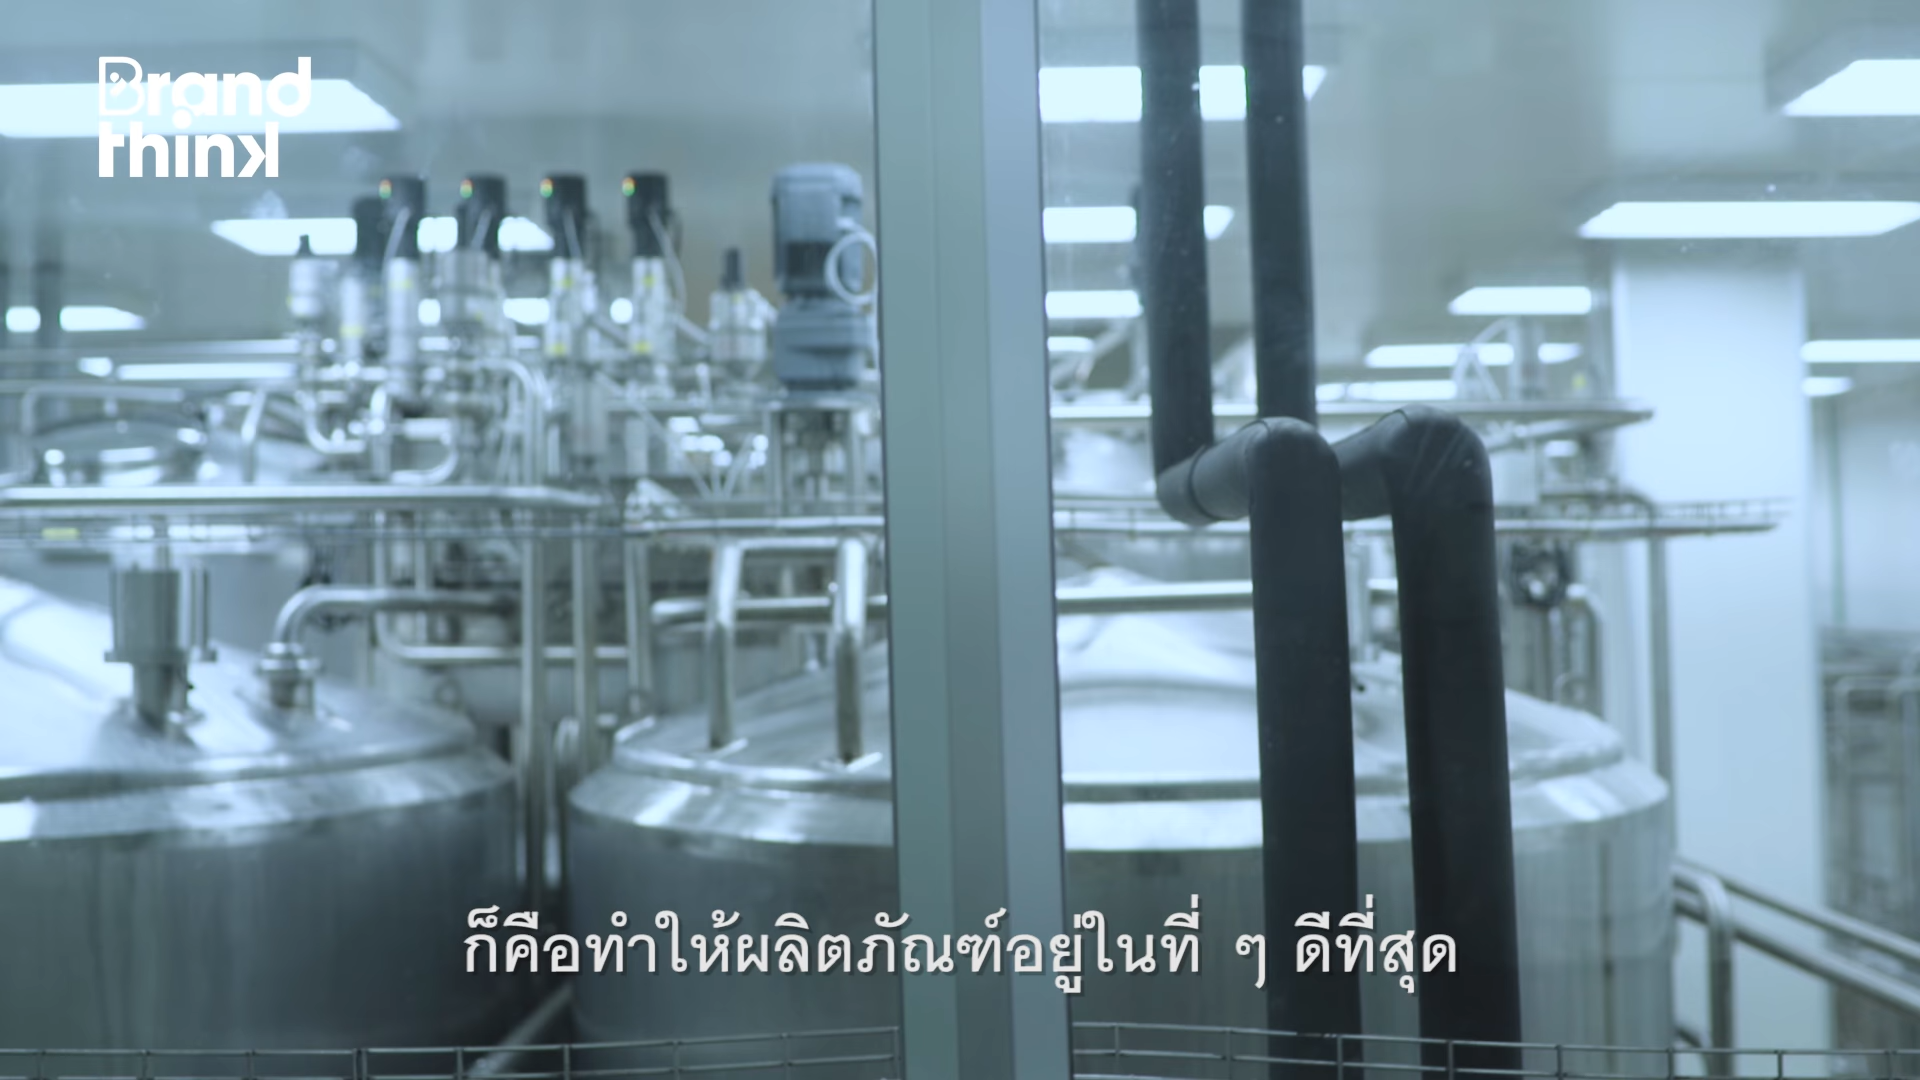 Brand
think
ก็คือทำให้ผลิตภัณฑ์อยู่ในที่ ๆ ดีที่สุด